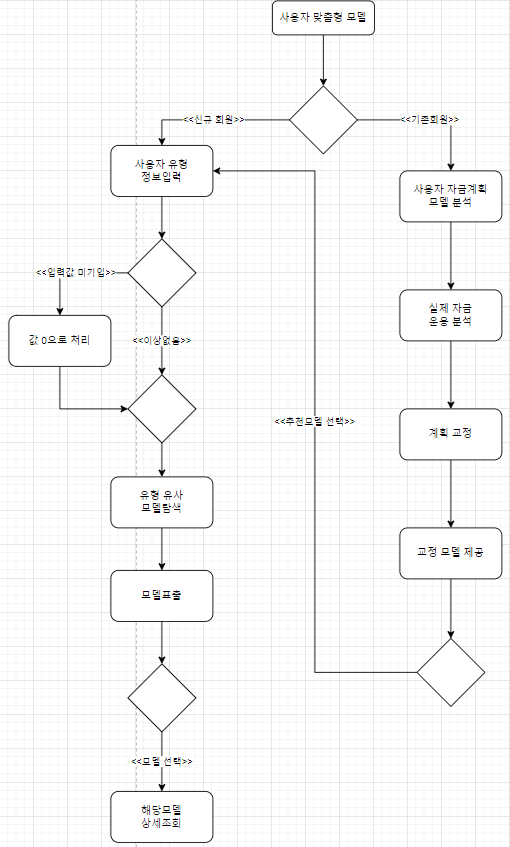 사용자 맞춤형 모델
<<신규 회원>>
<<기존회원>>
사용자 유형
정보입력
사용자 자금계획
모델 분석
<<입력값 미기입>>
실제 자금
운용 분석
값 0으로 처리
<<이상없음>>
<<추천모델 선택>>
계획 교정
유형 유사
모델탐색
교정 모델 제공
모델표출
<<모델 선택>>
해당모델
상세조회